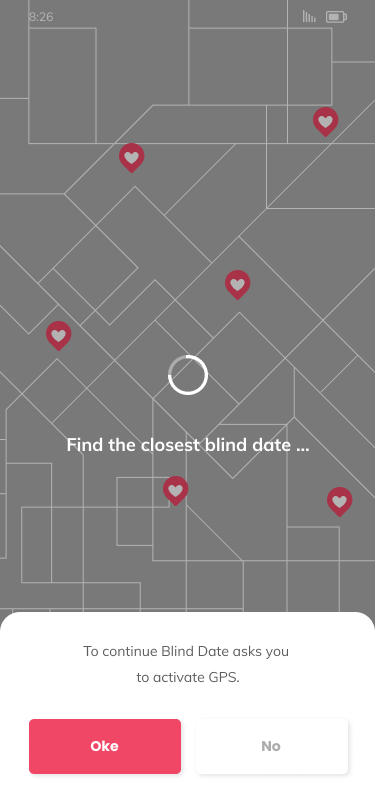 8:26
Find the closest blind date ...
To continue Blind Date asks you
to activate GPS.
Oke
No